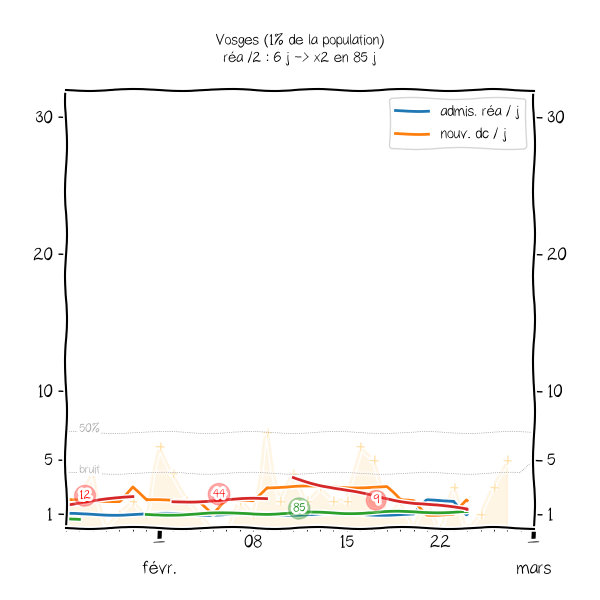 Vosges (1% de la population)
réa /2 : 6 j -> x2 en 85 j
admis. réa / j
nouv. dc / j
30
30
20
20
10
10
50%
5
5
bruit
12
44
9
85
1
1
08
15
22
févr.
mars